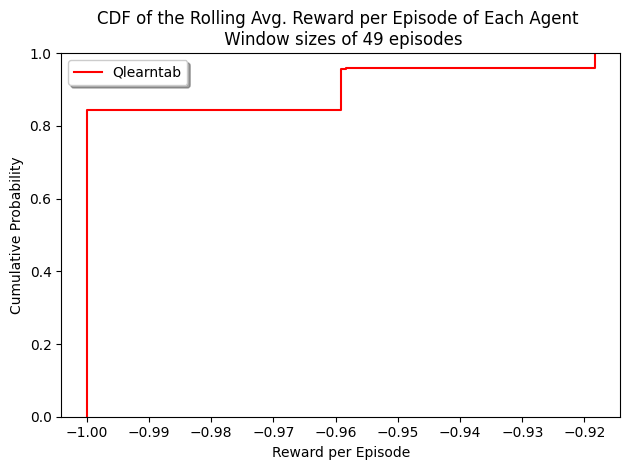 CDF of the Rolling Avg. Reward per Episode of Each Agent
Window sizes of 49 episodes
Qlearntab
1.0
0.8
0.6
0.4
0.2
0.0
Cumulative Probability
−1.00 −0.99 −0.98 −0.97 −0.96 −0.95 −0.94 −0.93 −0.92
Reward per Episode